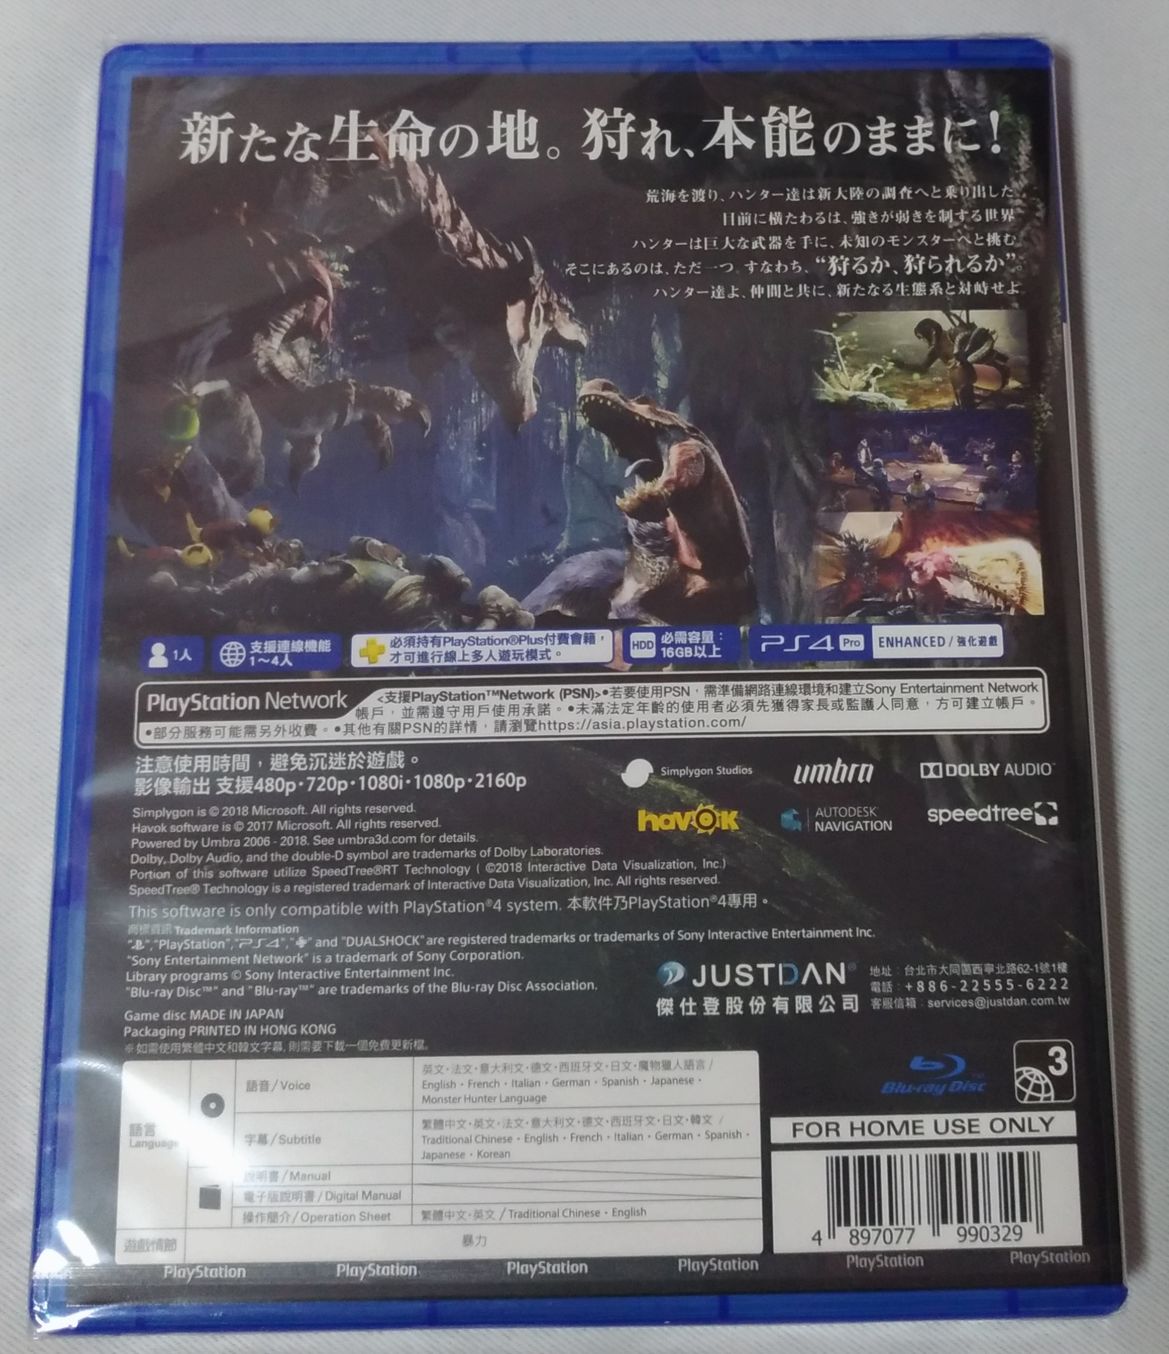 新たな生命の地。狩れ、本能のままに!
荒海を渡り、ハンター達は新大陸の調査へと乗り出した
目前に横たわるは、強きが弱きを制する世界
ハンターは巨大な武器を手に、未知のモンスターへと挑む
そこにあるのは、ただ一つ すなわち、“狩るか、狩られるか”。
ハンター達よ、仲間と共に、新たなる生態系と対峙せよ
1人
支援連線機能
1~4人
必須持有PlayStation®Plus付費會籍,
才可進行線上多人遊玩模式。
HDD 必需容量:
16GB以上
PS4 Pro ENHANCED/強化遊戲
PlayStation Network <支援PlayStation™Network (PSN)>●若要使用PSN,需準備網路連線環境和建立Sony Entertainment Network
帳戶,並需遵守用戶使用承諾。●未滿法定年齡的使用者必須先獲得家長或監護人同意,方可建立帳戶。
●部分服務可能需另外收費。●其他有關PSN的詳情,請瀏覽https://asia.playstation.com/
注意使用時間,避免沉迷於遊戲。
影像輸出 支援480p·720p·1080i·1080p·2160p
Simplygon Studios umbra DOLBY AUDIO
havok AUTODESK NAVIGATION speedtree
Simplygon is © 2018 Microsoft. All rights reserved.
Havok software is © 2017 Microsoft. All rights reserved.
Powered by Umbra 2006 - 2018. See umbra3d.com for details.
Dolby, Dolby Audio, and the double-D symbol are trademarks of Dolby Laboratories.
Portion of this software utilize SpeedTree®RT Technology ( ©2018 Interactive Data Visualization, Inc.)
SpeedTree® Technology is a registered trademark of Interactive Data Visualization, Inc. All rights reserved.
This software is only compatible with PlayStation®4 system. 本軟件乃PlayStation®4專用。
商標資訊 Trademark Information
"", "PlayStation", "PS4", "" and "DUALSHOCK" are registered trademarks or trademarks of Sony Interactive Entertainment Inc.
"Sony Entertainment Network" is a trademark of Sony Corporation.
Library programs © Sony Interactive Entertainment Inc.
"Blu-ray Disc™" and "Blu-ray™" are trademarks of the Blu-ray Disc Association.
JUSTDAN®
傑仕登股份有限公司
地址:台北市大同區西寧北路62-1號1樓
電話:+886-22555-6222
客服信箱:services@justdan.com.tw
Game disc MADE IN JAPAN
Packaging PRINTED IN HONG KONG
※如需使用繁體中文和韓文字幕,則需要下載一個免費更新檔。
語言
Language
語音/Voice
英文·法文·意大利文·德文·西班牙文·日文·魔物獵人語言/
English · French · Italian · German · Spanish · Japanese ·
Monster Hunter Language
字幕/Subtitle
繁體中文·英文·法文·意大利文·德文·西班牙文·日文·韓文 /
Traditional Chinese · English · French · Italian · German · Spanish ·
Japanese · Korean
說明書/Manual
電子版說明書/Digital Manual
操作簡介/Operation Sheet
繁體中文·英文/Traditional Chinese · English
遊戲情節
暴力
Blu-ray Disc™
3
FOR HOME USE ONLY
4 897077 990329
PlayStation PlayStation PlayStation PlayStation PlayStation PlayStation